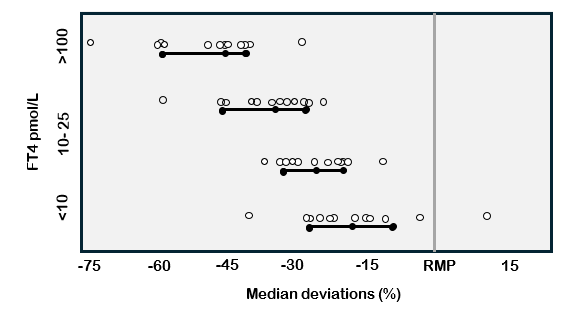 >100
10- 25
<10
FT4 pmol/L
-75 -60 -45 -30 -15 RMP 15
Median deviations (%)